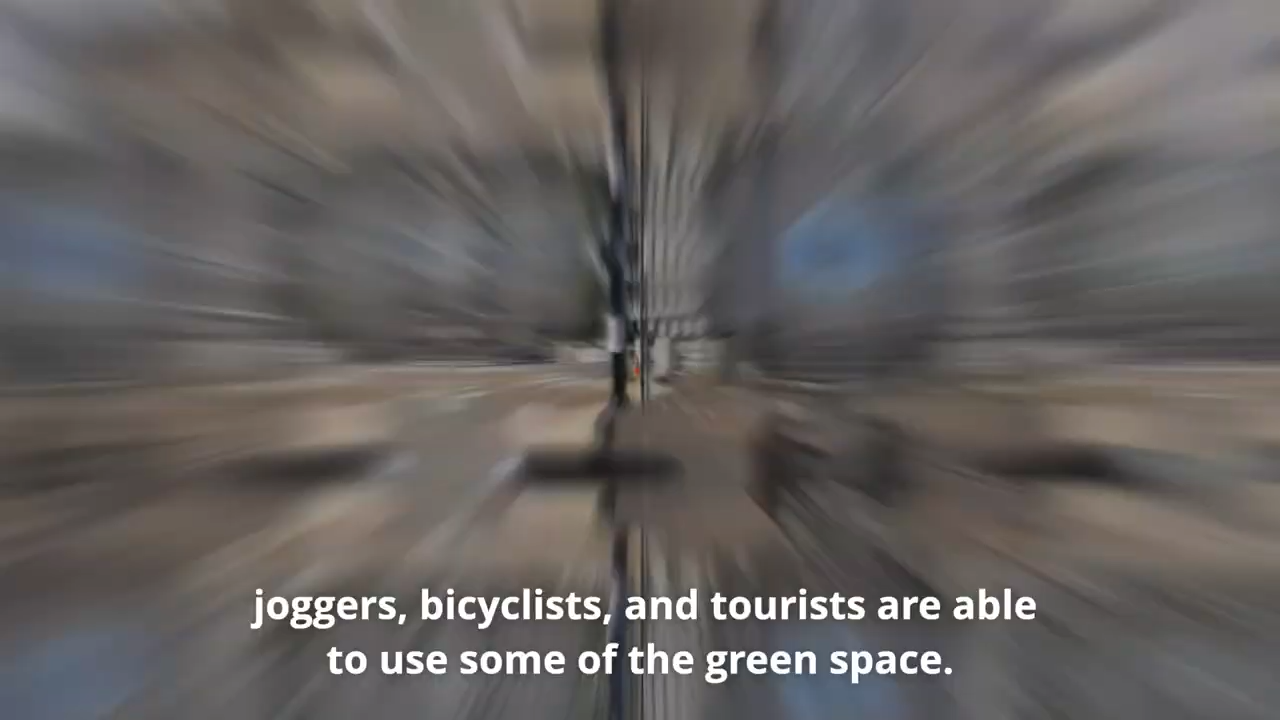 joggers, bicyclists, and tourists are able
to use some of the green space.